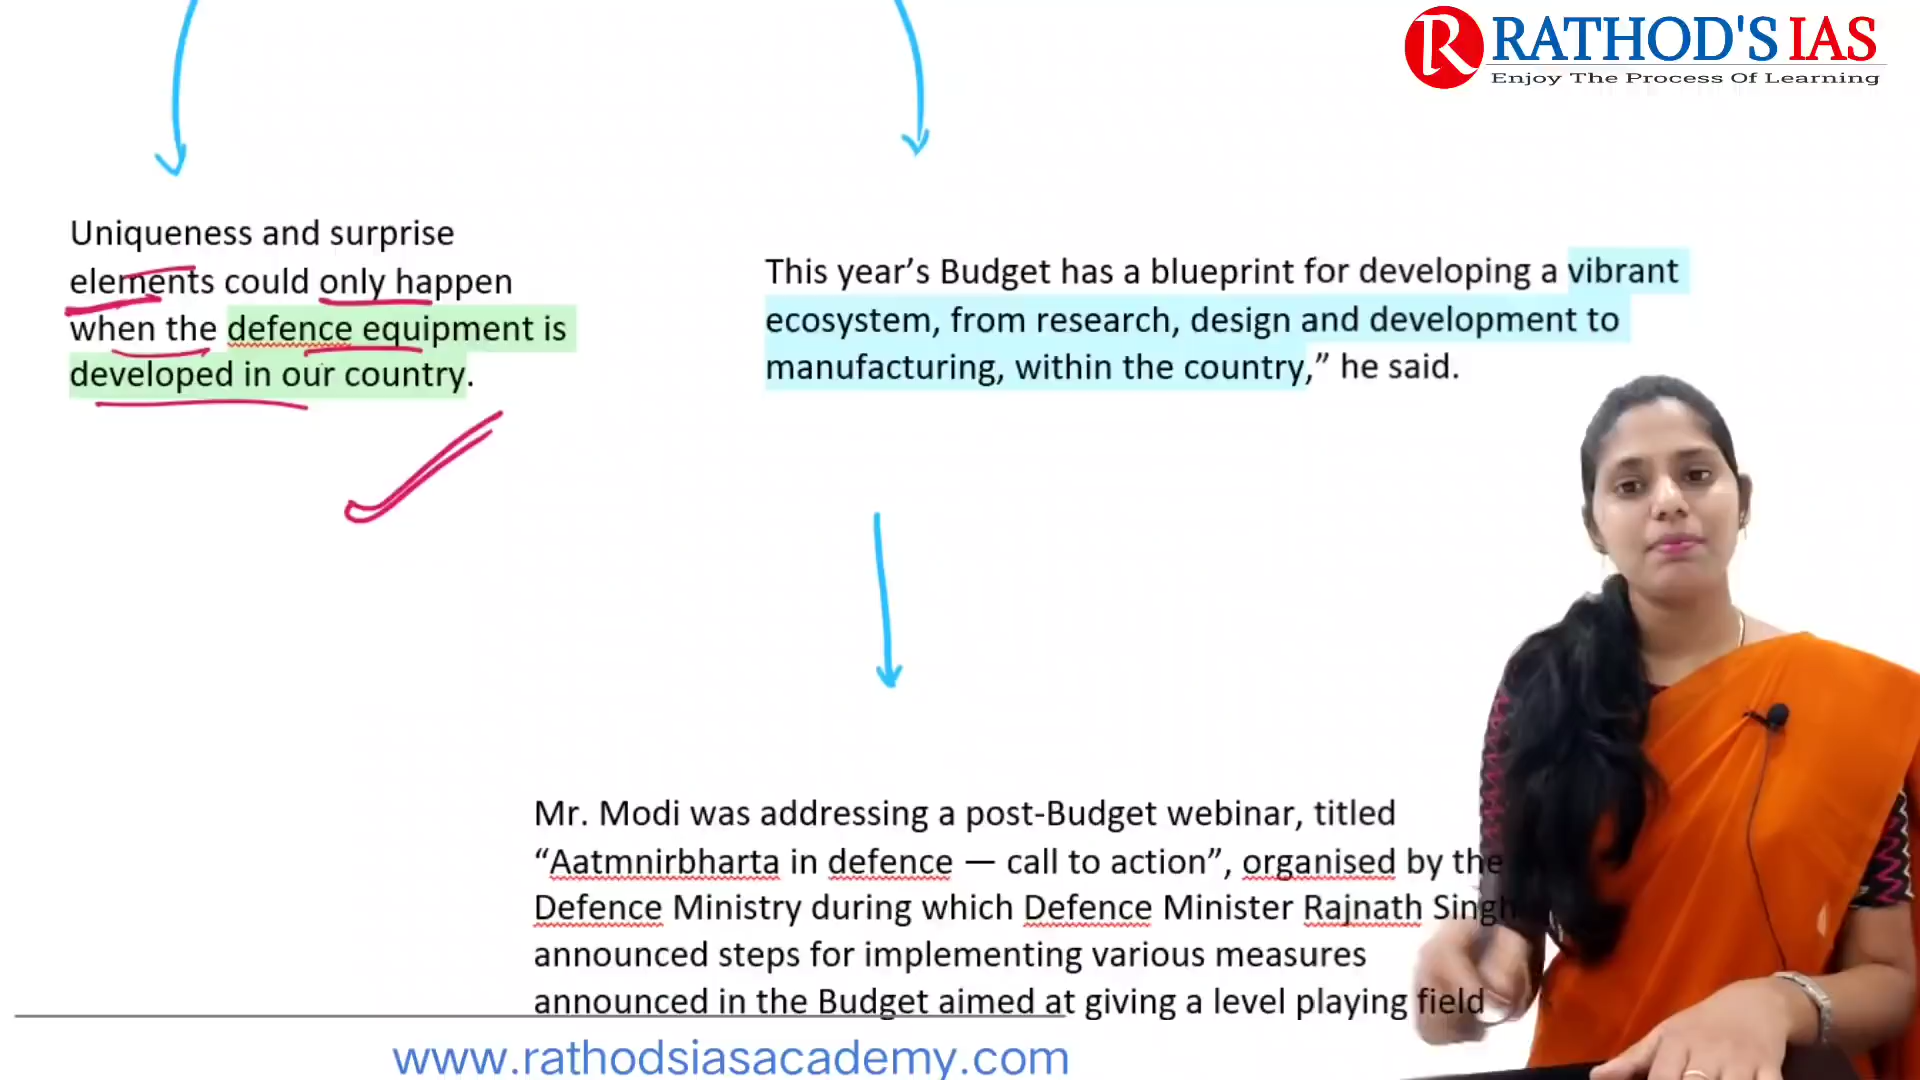 RATHOD'S IAS
Enjoy The Process Of Learning
Uniqueness and surprise
elements could only happen
when the defence equipment is
developed in our country.
This year’s Budget has a blueprint for developing a vibrant
ecosystem, from research, design and development to
manufacturing, within the country,” he said.
Mr. Modi was addressing a post-Budget webinar, titled
“Aatmnirbharta in defence — call to action”, organised by the
Defence Ministry during which Defence Minister Rajnath Singh
announced steps for implementing various measures
announced in the Budget aimed at giving a level playing field
www.rathodsiasacademy.com